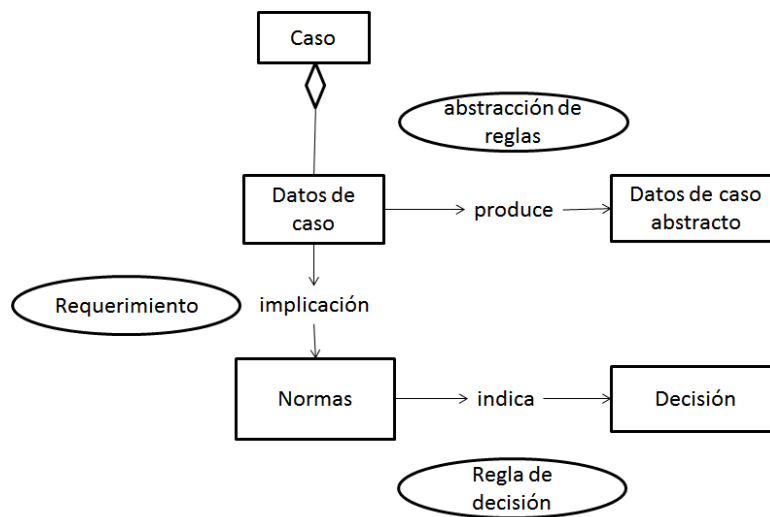 Caso
abstracción de
reglas
Datos de
caso
produce
Datos de caso
abstracto
Requerimiento
implicación
Normas
indica
Decisión
Regla de
decisión